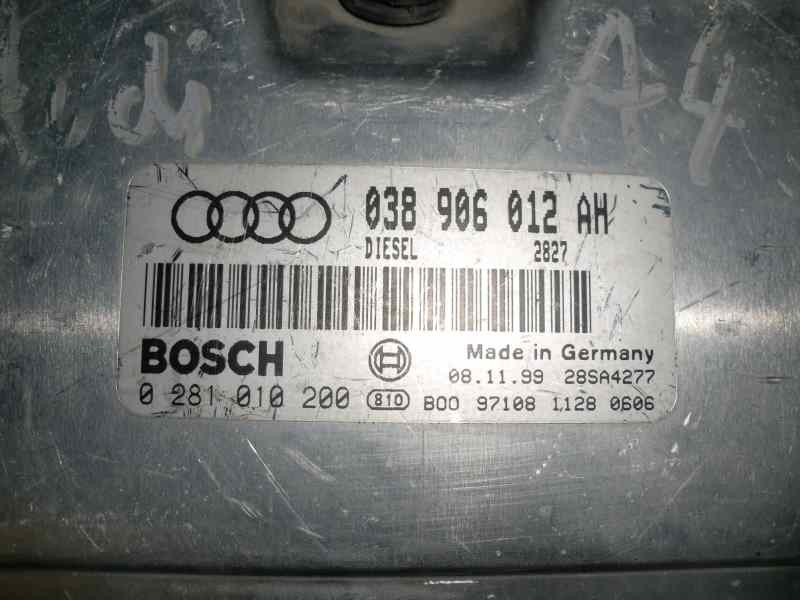 Audi A4
038 906 012 AH
DIESEL 2827
BOSCH
Made in Germany
08.11.99 28SA4277
0 281 010 200 810 B00 97108 1128 0606